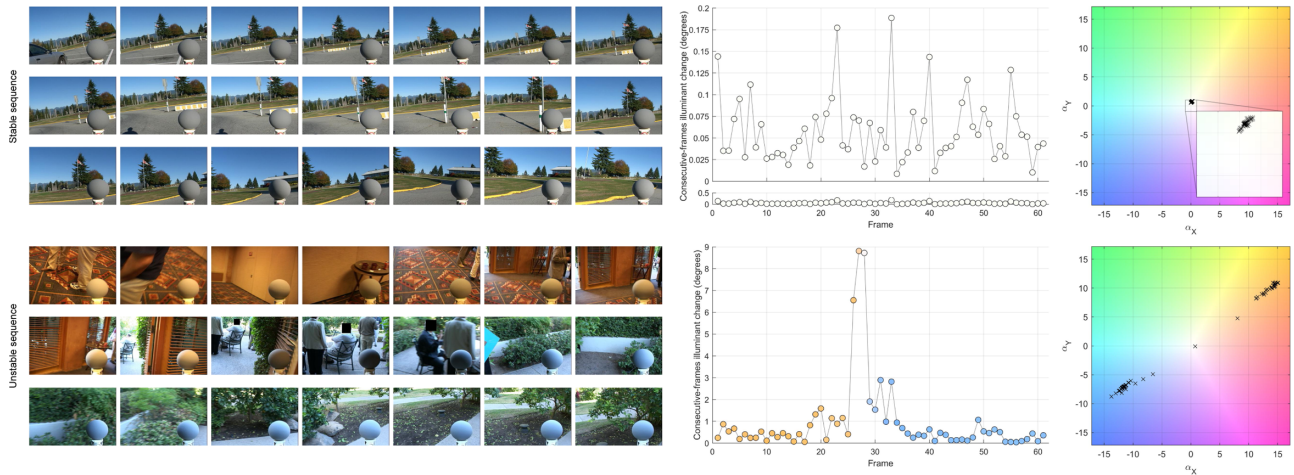 Stable sequence
Consecutive-frames illuminant change (degrees)
0.2
0.175
0.15
0.125
0.1
0.075
0.05
0.025
0
0.5
0
0 10 20 30 40 50 60
Frame
αY
15
10
5
0
-5
-10
-15
-15 -10 -5 0 5 10 15
αX
Unstable sequence
Consecutive-frames illuminant change (degrees)
9
8
7
6
5
4
3
2
1
0
0 10 20 30 40 50 60
Frame
αY
15
10
5
0
-5
-10
-15
-15 -10 -5 0 5 10 15
αX